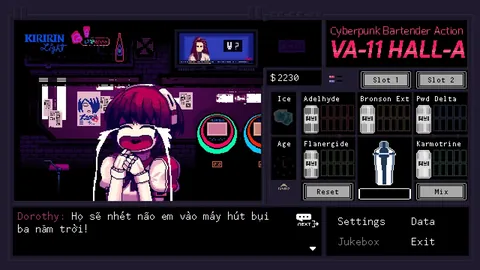 KIRIRIN
Light
Cyberpunk Bartender Action
VA-11 HALL-A
$ 2230
Slot 1
Slot 2
Ice
Adelhyde
Bronson Ext
Pwd Delta
Age
Flanergide
Karmotrine
Reset
Mix
Dorothy: Họ sẽ nhét não em vào máy hút bụi
ba năm trời!
NEXT
Settings
Data
Jukebox
Exit